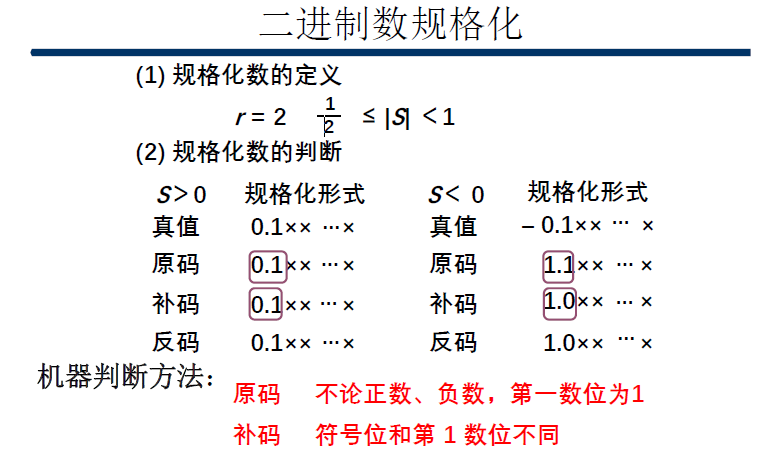 二进制数规格化
(1) 规格化数的定义
r = 2 1/2 ≤ |S| < 1
(2) 规格化数的判断
S > 0 规格化形式 S < 0 规格化形式
真值 0.1×× …× 真值 – 0.1×× … ×
原码 0.1×× …× 原码 1.1×× … ×
补码 0.1×× …× 补码 1.0×× … ×
反码 0.1×× …× 反码 1.0×× … ×
机器判断方法：
原码 不论正数、负数，第一数位为1
补码 符号位和第 1 数位不同